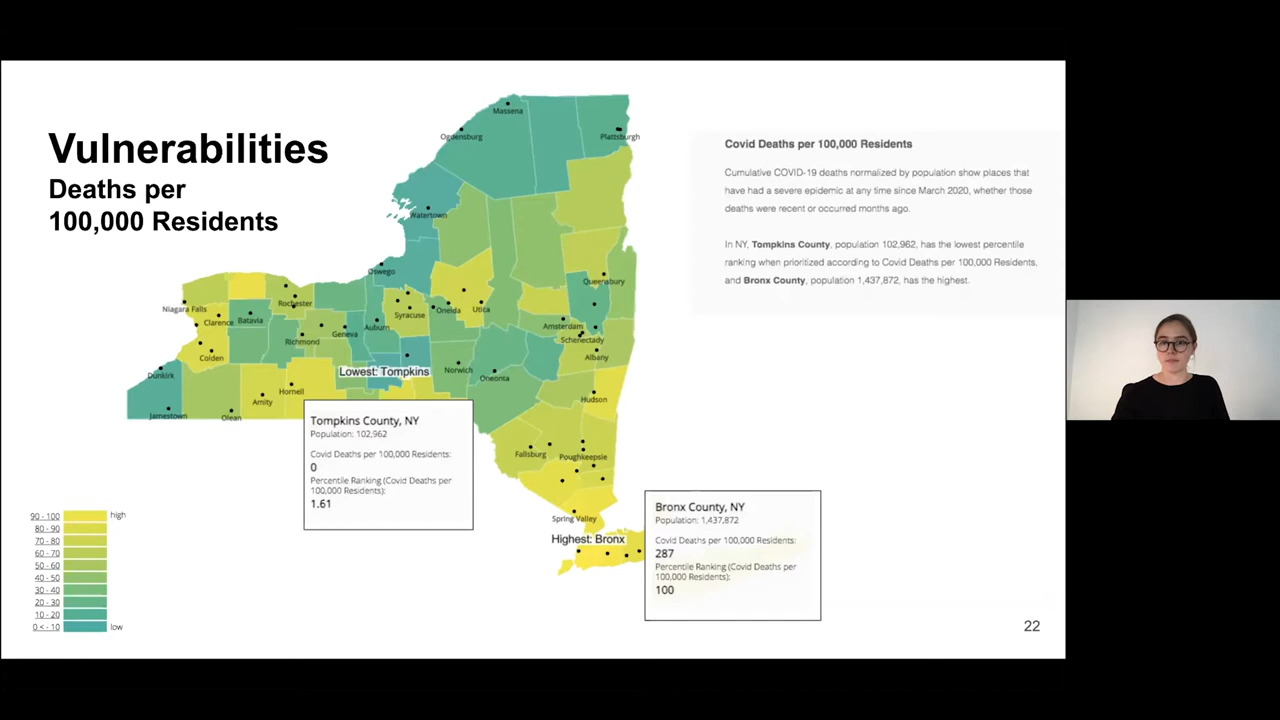 Vulnerabilities
Deaths per
100,000 Residents
Massena
Ogdensburg
Plattsburgh
Watertown
Oswego
Queensbury
Niagara Falls
Rochester
Clarence
Batavia
Syracuse
Oneida
Utica
Auburn
Geneva
Amsterdam
Richmond
Schenectady
Colden
Albany
Dunkirk
Lowest: Tompkins
Norwich
Oneonta
Hornell
Amity
Hudson
Jamestown
Olean
Fallsburg
Poughkeepsie
Spring Valley
Highest: Bronx
Tompkins County, NY
Population: 102,962
Covid Deaths per 100,000 Residents:
0
Percentile Ranking (Covid Deaths per
100,000 Residents):
1.61
Bronx County, NY
Population: 1,437,872
Covid Deaths per 100,000 Residents:
287
Percentile Ranking (Covid Deaths per
100,000 Residents):
100
90 - 100 high
80 - 90
70 - 80
60 - 70
50 - 60
40 - 50
30 - 40
20 - 30
10 - 20
0 < - 10 low
Covid Deaths per 100,000 Residents
Cumulative COVID-19 deaths normalized by population show places that
have had a severe epidemic at any time since March 2020, whether those
deaths were recent or occurred months ago.
In NY, Tompkins County, population 102,962, has the lowest percentile
ranking when prioritized according to Covid Deaths per 100,000 Residents,
and Bronx County, population 1,437,872, has the highest.
22